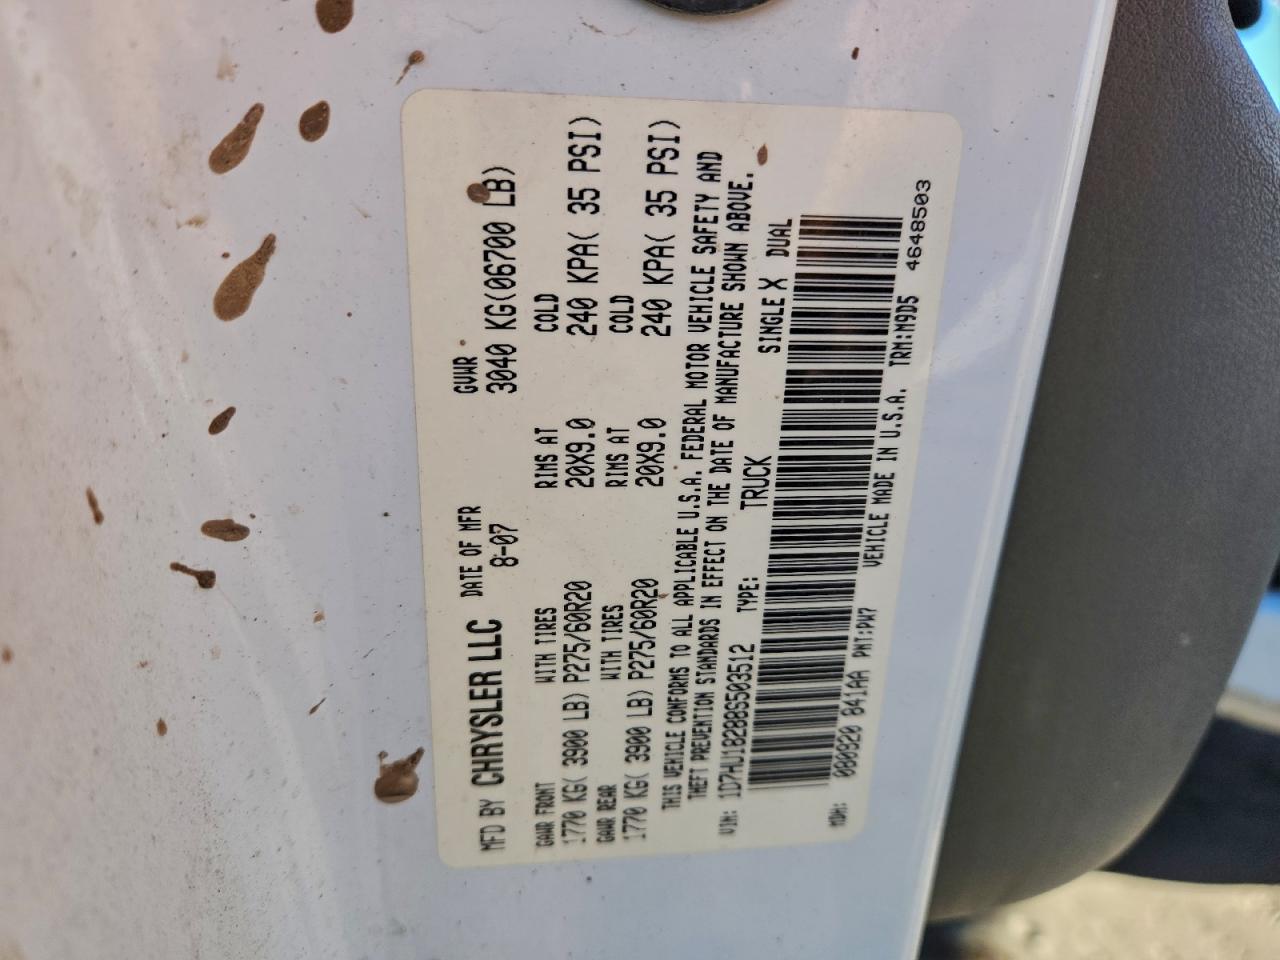 MFD BY CHRYSLER LLC DATE OF MFR 8-07 GVWR 3040 KG(06700 LB)
GAWR FRONT WITH TIRES RIMS AT COLD
1770 KG( 3900 LB) P275/60R20 20X9.0 240 KPA( 35 PSI)
GAWR REAR WITH TIRES RIMS AT COLD
1770 KG( 3900 LB) P275/60R20 20X9.0 240 KPA( 35 PSI)
THIS VEHICLE CONFORMS TO ALL APPLICABLE U.S.A. FEDERAL MOTOR VEHICLE SAFETY AND
THEFT PREVENTION STANDARDS IN EFFECT ON THE DATE OF MANUFACTURE SHOWN ABOVE.
VIN: 1D7HU18288S503512 TYPE: TRUCK SINGLE X DUAL
MDH: 080920 841AA PNT:PW7 VEHICLE MADE IN U.S.A. TRM:M9D5 4648503